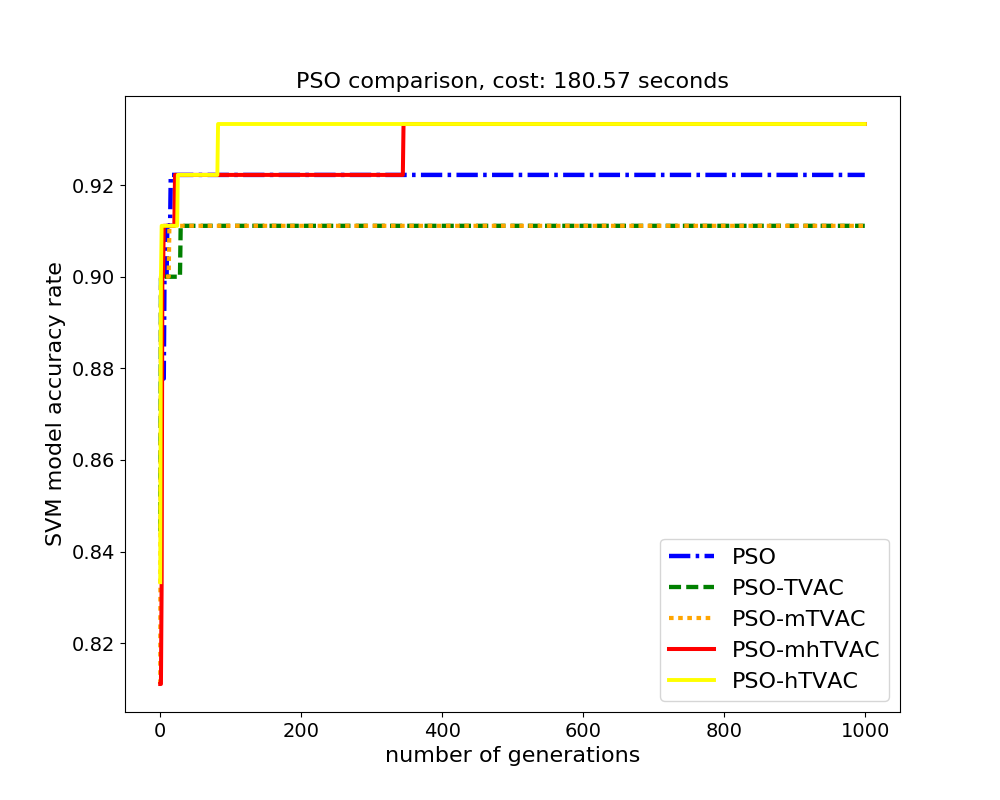 PSO comparison, cost: 180.57 seconds
SVM model accuracy rate
0.92
0.90
0.88
0.86
0.84
0.82
0
200
400
600
800
1000
number of generations
PSO
PSO-TVAC
PSO-mTVAC
PSO-mhTVAC
PSO-hTVAC